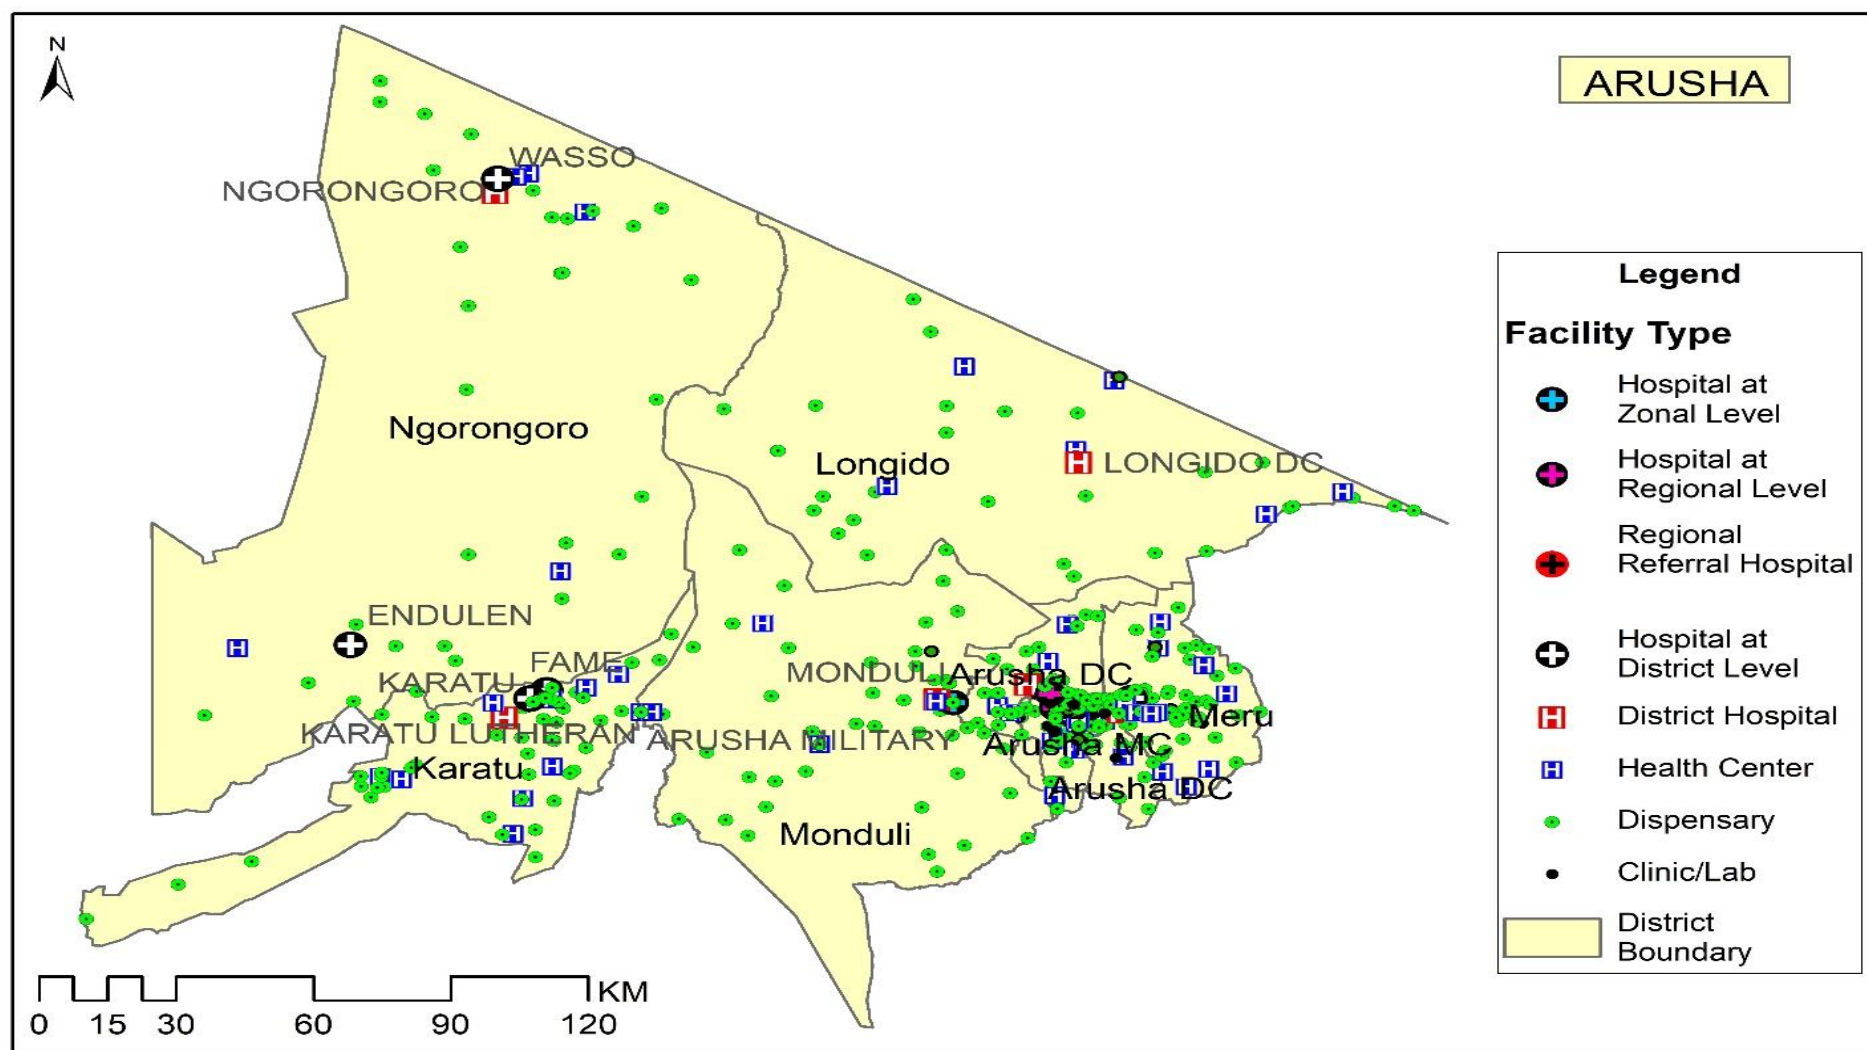 N
ARUSHA
WASSO
NGORONGORO
Ngorongoro
Longido
LONGIDO DC
ENDULEN
FAME
KARATU
MONDULI
Arusha DC
Meru
KARATU LUTHERAN
ARUSHA MILITARY
Arusha MC
Karatu
Arusha DC
Monduli
Legend
Facility Type
Hospital at
Zonal Level
Hospital at
Regional Level
Regional
Referral Hospital
Hospital at
District Level
District Hospital
Health Center
Dispensary
Clinic/Lab
District
Boundary
KM
0 15 30 60 90 120